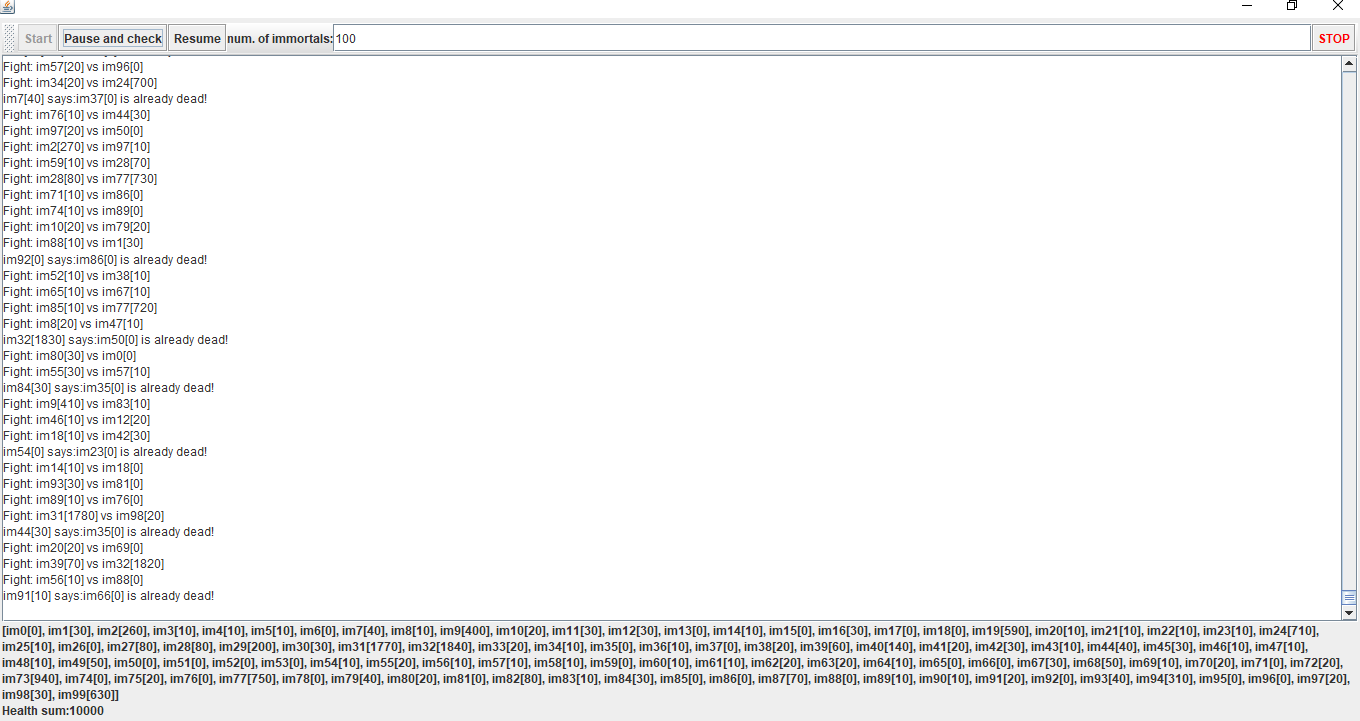 Start Pause and check Resume num. of immortals: 100 STOP
Fight: im57[20] vs im96[0]
Fight: im34[20] vs im24[700]
im7[40] says:im37[0] is already dead!
Fight: im76[10] vs im44[30]
Fight: im97[20] vs im50[0]
Fight: im2[270] vs im97[10]
Fight: im59[10] vs im28[70]
Fight: im28[80] vs im77[730]
Fight: im71[10] vs im86[0]
Fight: im74[10] vs im89[0]
Fight: im10[20] vs im79[20]
Fight: im88[10] vs im1[30]
im92[0] says:im86[0] is already dead!
Fight: im52[10] vs im38[10]
Fight: im65[10] vs im67[10]
Fight: im85[10] vs im77[720]
Fight: im8[20] vs im47[10]
im32[1830] says:im50[0] is already dead!
Fight: im80[30] vs im0[0]
Fight: im55[30] vs im57[10]
im84[30] says:im35[0] is already dead!
Fight: im9[410] vs im83[10]
Fight: im46[10] vs im12[20]
Fight: im18[10] vs im42[30]
im54[0] says:im23[0] is already dead!
Fight: im14[10] vs im18[0]
Fight: im93[30] vs im81[0]
Fight: im89[10] vs im76[0]
Fight: im31[1780] vs im98[20]
im44[30] says:im35[0] is already dead!
Fight: im20[20] vs im69[0]
Fight: im39[70] vs im32[1820]
Fight: im56[10] vs im88[0]
im91[10] says:im66[0] is already dead!
[im0[0], im1[30], im2[260], im3[10], im4[10], im5[10], im6[0], im7[40], im8[10], im9[400], im10[20], im11[30], im12[30], im13[0], im14[10], im15[0], im16[30], im17[0], im18[0], im19[590], im20[10], im21[10], im22[10], im23[10], im24[710],
im25[10], im26[0], im27[80], im28[80], im29[200], im30[30], im31[1770], im32[1840], im33[20], im34[10], im35[0], im36[10], im37[0], im38[20], im39[60], im40[140], im41[20], im42[30], im43[10], im44[40], im45[30], im46[10], im47[10],
im48[10], im49[50], im50[0], im51[0], im52[0], im53[0], im54[10], im55[20], im56[10], im57[10], im58[10], im59[0], im60[10], im61[10], im62[20], im63[20], im64[10], im65[0], im66[0], im67[30], im68[50], im69[10], im70[20], im71[0], im72[20],
im73[940], im74[0], im75[20], im76[0], im77[750], im78[0], im79[40], im80[20], im81[0], im82[80], im83[10], im84[30], im85[0], im86[0], im87[70], im88[0], im89[10], im90[10], im91[20], im92[0], im93[40], im94[310], im95[0], im96[0], im97[20],
im98[30], im99[630]]
Health sum:10000